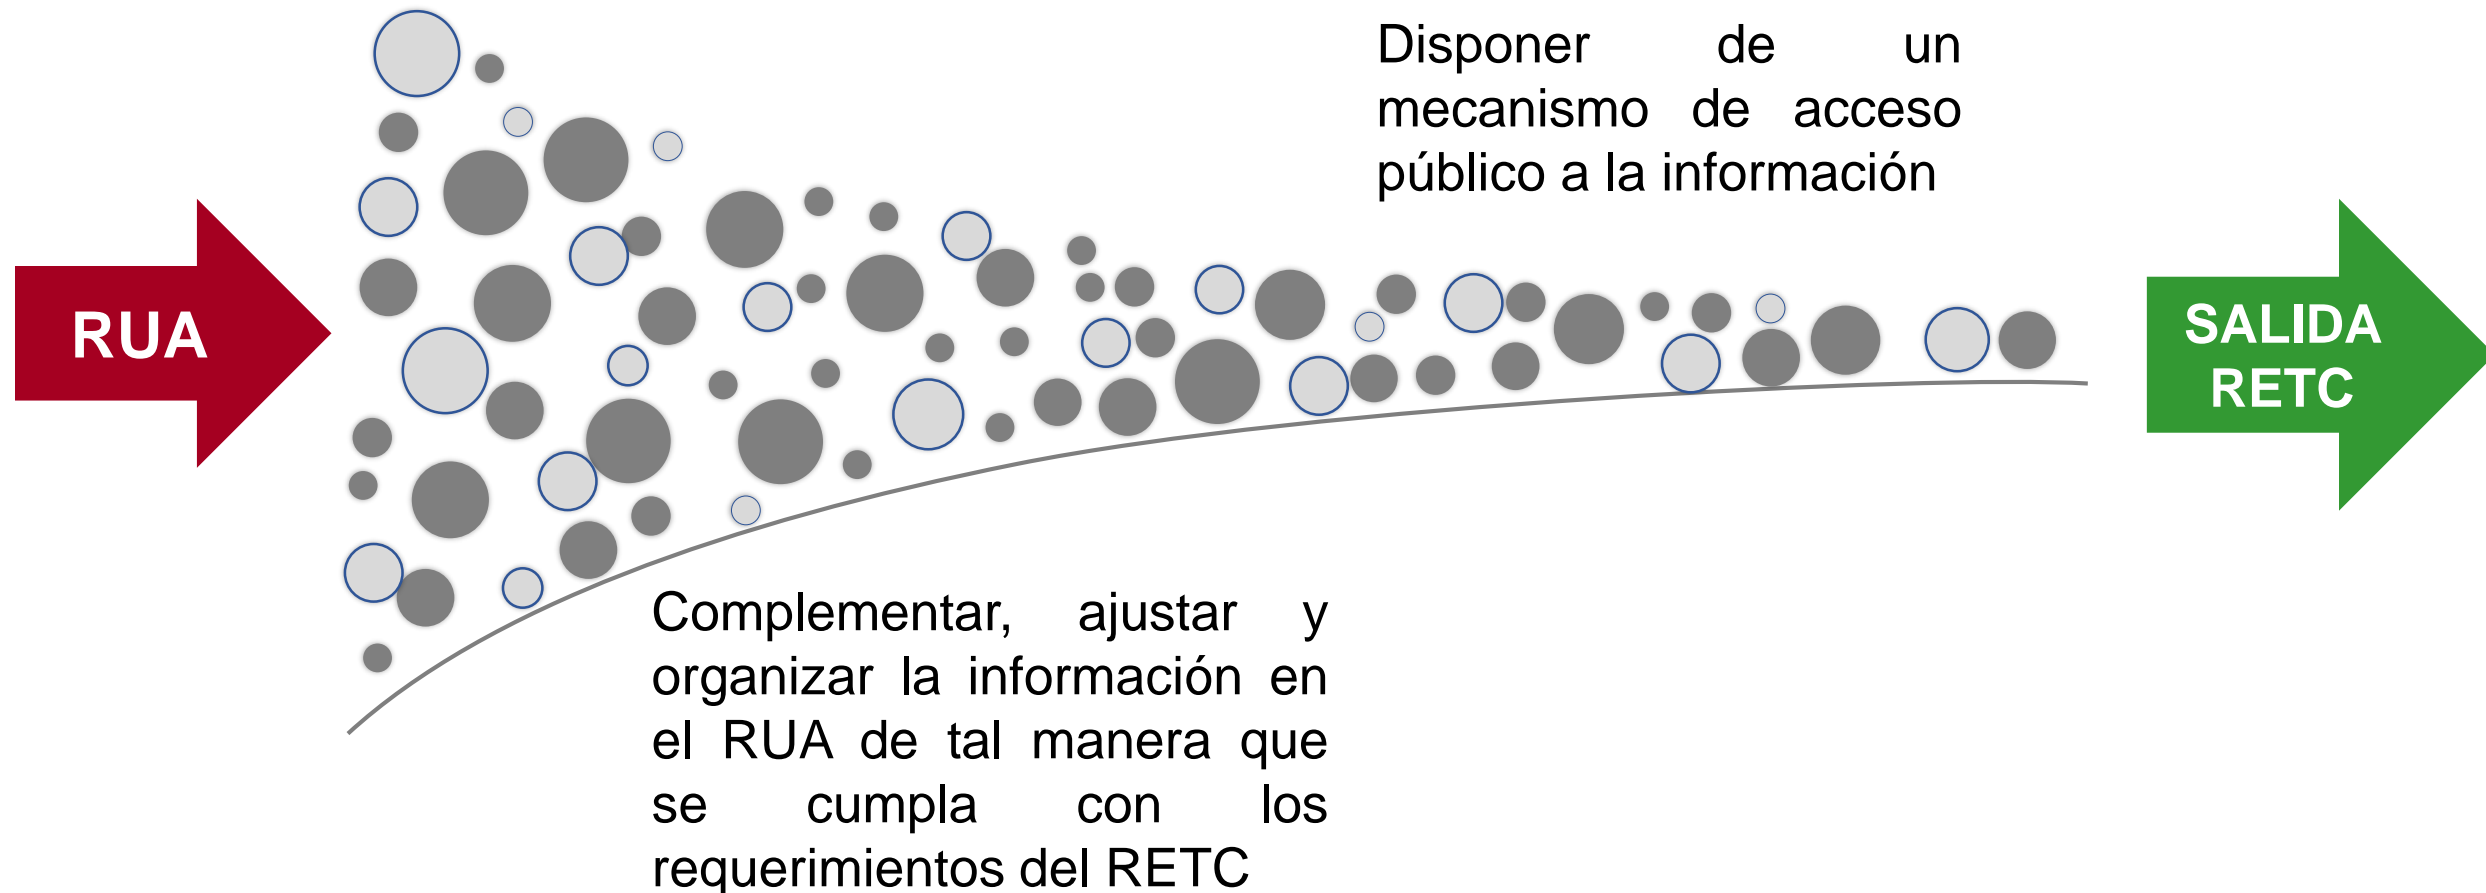 Disponer de un
mecanismo de acceso
público a la información
RUA
SALIDA
RETC
Complementar, ajustar y
organizar la información en
el RUA de tal manera que
se cumpla con los
requerimientos del RETC